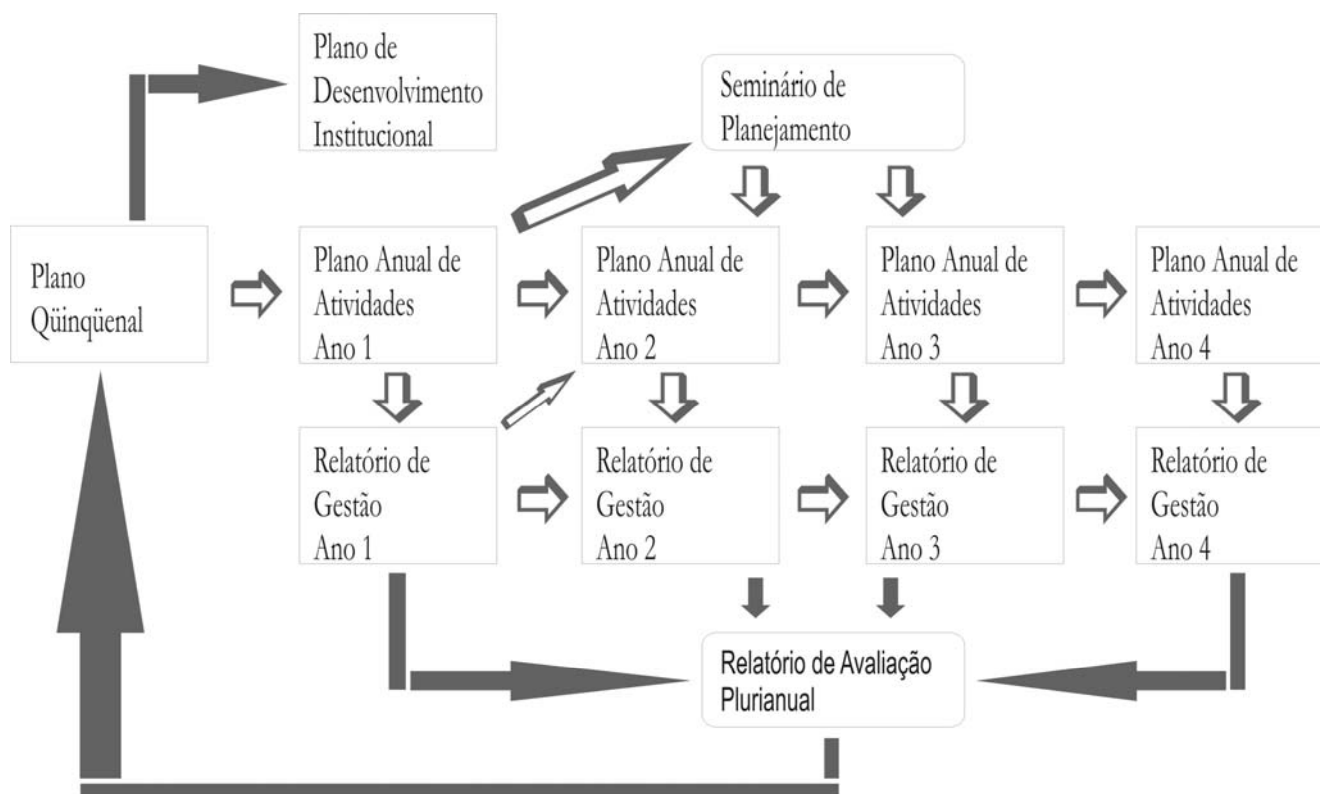 Plano de
Desenvolvimento
Institucional
Seminário de
Planejamento
Plano
Qüinqüenal
Plano Anual de
Atividades
Ano 1
Plano Anual de
Atividades
Ano 2
Plano Anual de
Atividades
Ano 3
Plano Anual de
Atividades
Ano 4
Relatório de
Gestão
Ano 1
Relatório de
Gestão
Ano 2
Relatório de
Gestão
Ano 3
Relatório de
Gestão
Ano 4
Relatório de Avaliação
Plurianual